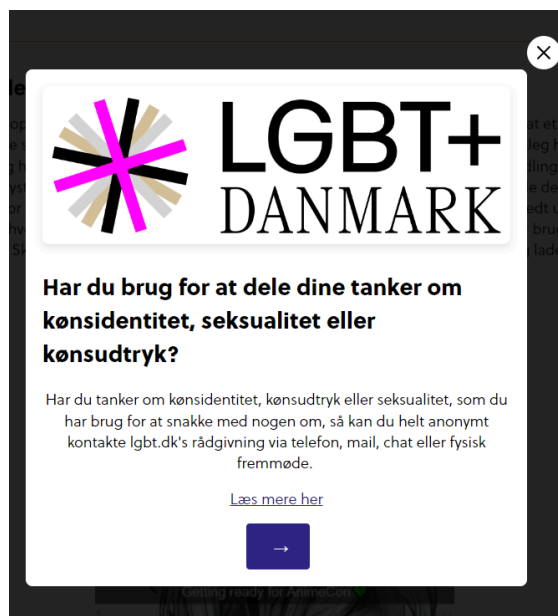 LGBT+
DANMARK
Har du brug for at dele dine tanker om
kønsidentitet, seksualitet eller
kønsudtryk?
Har du tanker om kønsidentitet, kønsudtryk eller seksualitet, som du
har brug for at snakke med nogen om, så kan du helt anonymt
kontakte lgbt.dk's rådgivning via telefon, mail, chat eller fysisk
fremmøde.
Læs mere her
→
Getting ready for AnimeCon